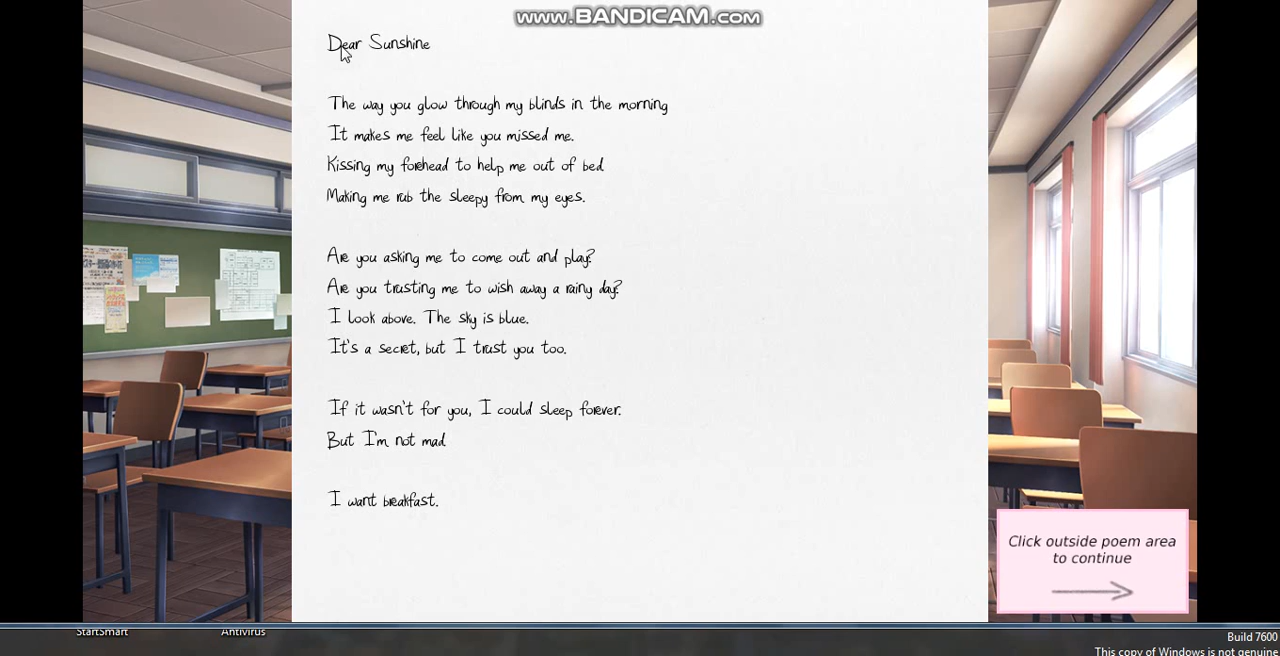 www.BANDICAM.com
Dear Sunshine
The way you glow through my blinds in the morning
It makes me feel like you missed me.
Kissing my forehead to help me out of bed.
Making me rub the sleepy from my eyes.
Are you asking me to come out and play?
Are you trusting me to wish away a rainy day?
I look above. The sky is blue.
It's a secret, but I trust you too.
If it wasn't for you, I could sleep forever.
But I'm not mad.
I want breakfast.
Click outside poem area
to continue
StartSmart
Antivirus
Build 7600
This copy of Windows is not genuine